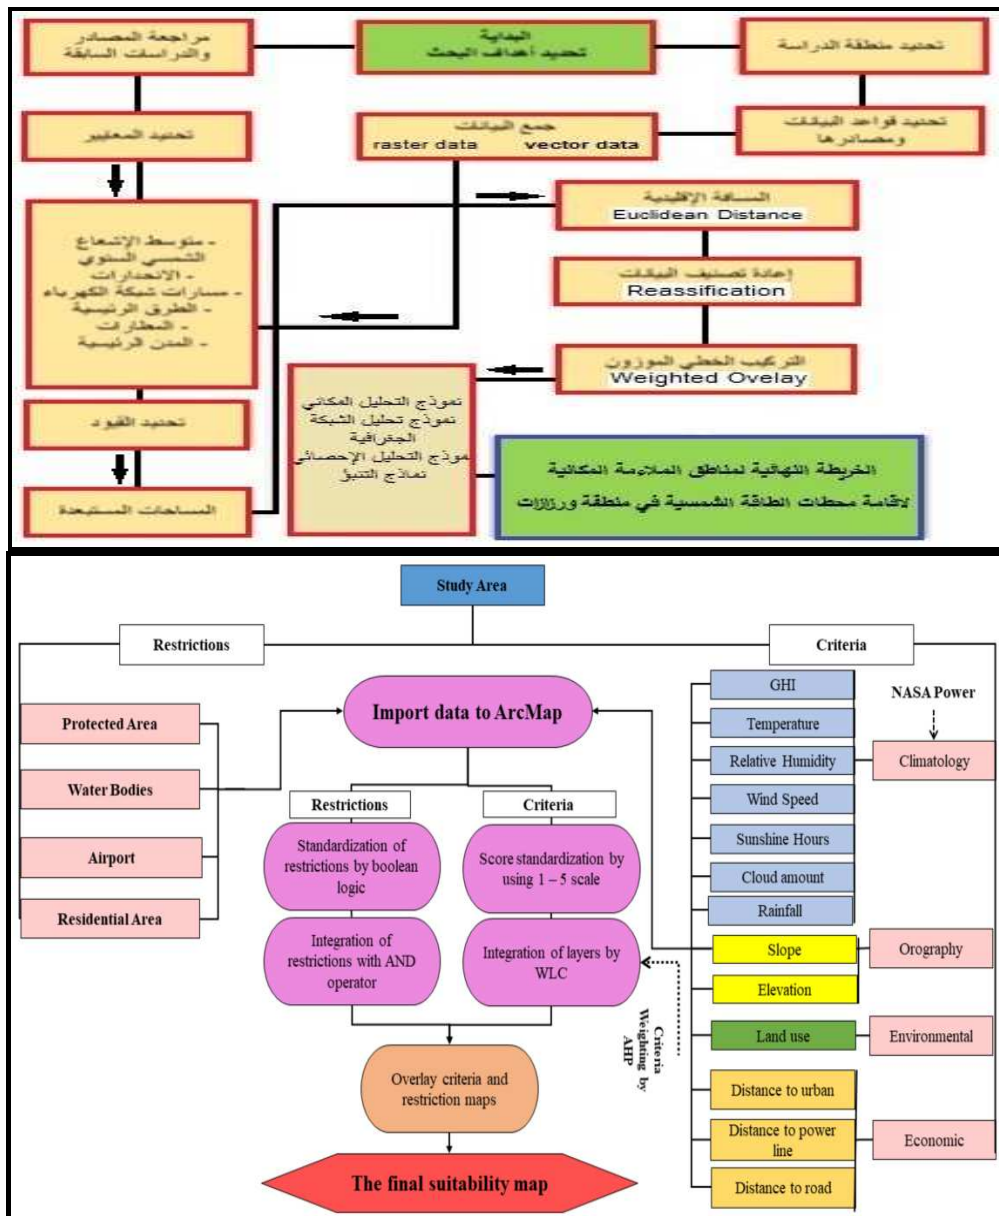 مراجعة المصادر
والدراسات السابقة
البداية
تحديد أهداف البحث
تحديد منطقة الدراسة
تحديد المعايير
جمع البيانات
raster data vector data
تحديد قواعد البيانات
ومصادرها
- متوسط الإشعاع
الشمسي السنوي
- الانحدارات
- مسارات شبكة الكهرباء
- الطرق الرئيسية
- المطارات
- المدن الرئيسية
المسافة الإقليدية
Euclidean Distance
إعادة تصنيف البيانات
Reassification
التركيب الخطي الموزون
Weighted Ovelay
تحديد القيود
المساحات المستبعدة
نموذج التحليل المكاني
نموذج تحليل الشبكة
الجغرافية
نموذج التحليل الإحصائي
نماذج التنبؤ
الخريطة النهائية لمناطق الملاءمة المكانية
لاقامة محطات الطاقة الشمسية في منطقة ورزازات
Study Area
Restrictions
Criteria
Protected Area
Water Bodies
Airport
Residential Area
Import data to ArcMap
Restrictions
Criteria
Standardization of
restrictions by boolean
logic
Score standardization by
using 1 – 5 scale
Integration of
restrictions with AND
operator
Integration of layers by
WLC
Criteria
Weighting by
AHP
Overlay criteria and
restriction maps
The final suitability map
GHI
Temperature
Relative Humidity
Wind Speed
Sunshine Hours
Cloud amount
Rainfall
Slope
Elevation
Land use
Distance to urban
Distance to power
line
Distance to road
NASA Power
Climatology
Orography
Environmental
Economic